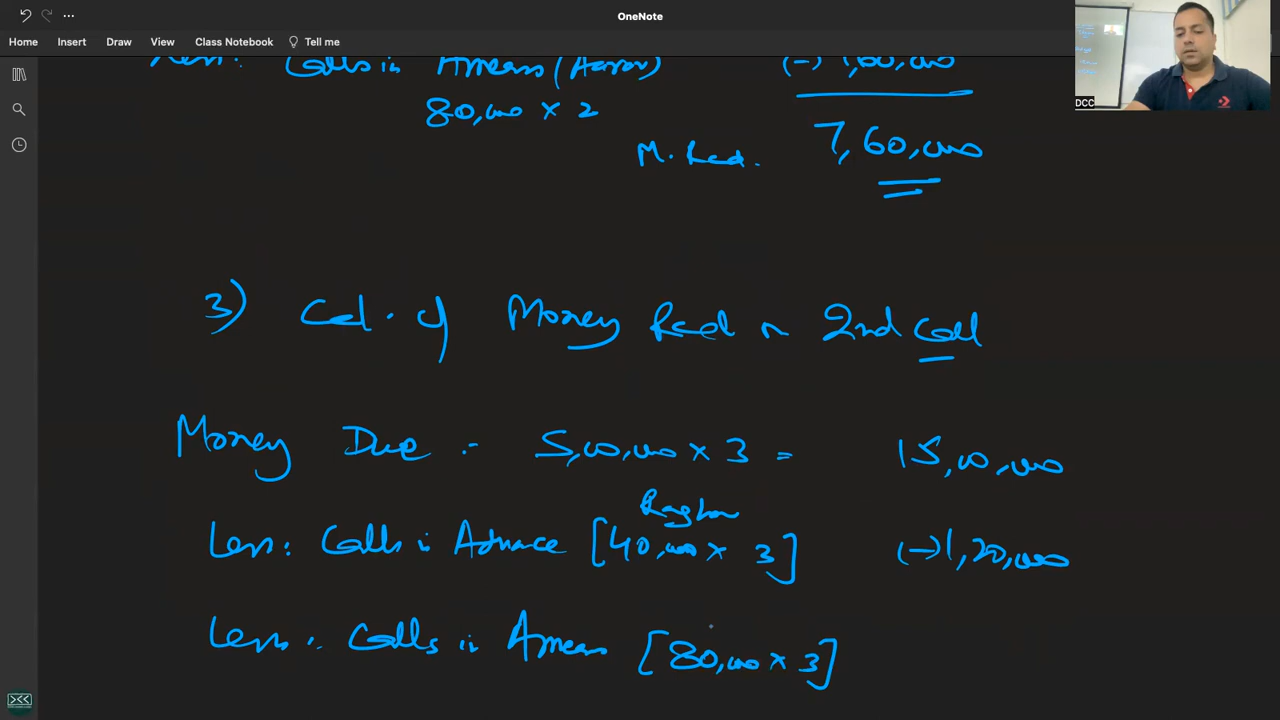 OneNote
Home Insert Draw View Class Notebook Tell me
DCC
Less: Calls in Arrears (Aarav) (-) 1,60,000
80,000 × 2
M. Recd. 7,60,000
3) Cal. of Money Recd on 2nd Call
Money Due :- 5,00,000 × 3 = 15,00,000
Raghav
Less: Calls in Advance [40,000 × 3] (-) 1,20,000
Less: Calls in Arrears [80,000 × 3]